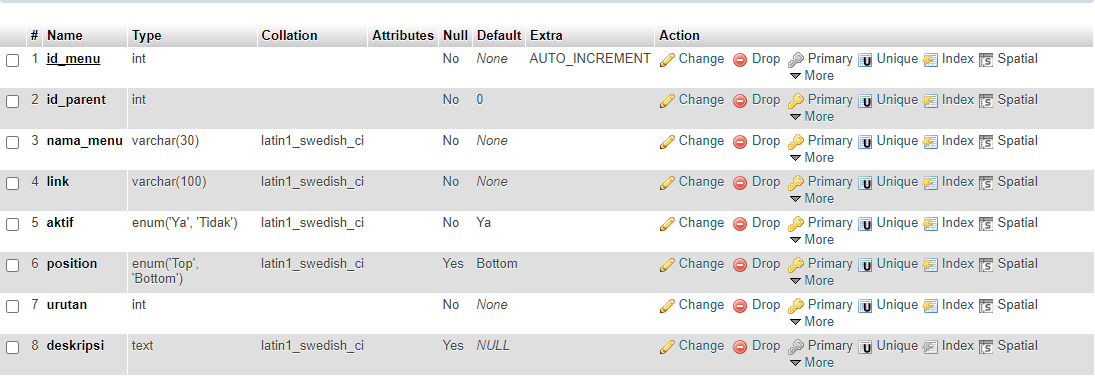 # Name Type Collation Attributes Null Default Extra Action
1 id_menu int No None AUTO_INCREMENT Change Drop Primary Unique Index Spatial
More
2 id_parent int No 0 Change Drop Primary Unique Index Spatial
More
3 nama_menu varchar(30) latin1_swedish_ci No None Change Drop Primary Unique Index Spatial
More
4 link varchar(100) latin1_swedish_ci No None Change Drop Primary Unique Index Spatial
More
5 aktif enum('Ya', 'Tidak') latin1_swedish_ci No Ya Change Drop Primary Unique Index Spatial
More
6 position enum('Top', latin1_swedish_ci Yes Bottom Change Drop Primary Unique Index Spatial
'Bottom') More
7 urutan int No None Change Drop Primary Unique Index Spatial
More
8 deskripsi text latin1_swedish_ci Yes NULL Change Drop Primary Unique Index Spatial
More